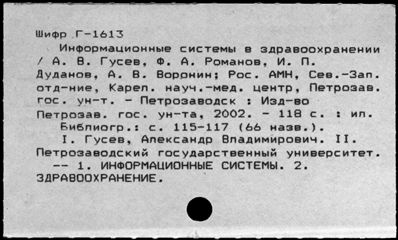 Шифр Г-1613
Информационные системы в здравоохранении
/ А. В. Гусев, Ф. А. Романов, И. П.
Дуданов, А. В. Воронин; Рос. АМН, Сев.-Зап.
отд-ние, Карел. науч.-мед. центр, Петрозав.
гос. ун-т. - Петрозаводск : Изд-во
Петрозав. гос. ун-та, 2002. - 118 с. : ил.
Библиогр.: с. 115-117 (66 назв.).
I. Гусев, Александр Владимирович. II.
Петрозаводский государственный университет.
-- 1. ИНФОРМАЦИОННЫЕ СИСТЕМЫ. 2.
ЗДРАВООХРАНЕНИЕ.